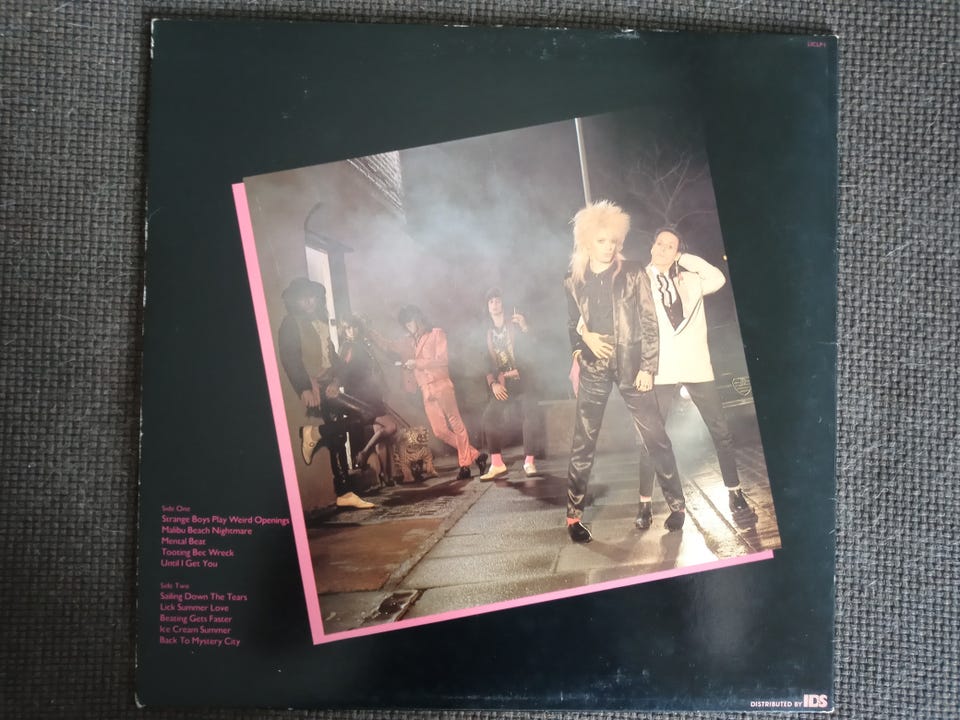 LICLP1
Side One
Strange Boys Play Weird Openings
Malibu Beach Nightmare
Mental Beat
Tooting Bec Wreck
Until I Get You
Side Two
Sailing Down The Tears
Lick Summer Love
Beating Gets Faster
Ice Cream Summer
Back To Mystery City
DISTRIBUTED BY IDS